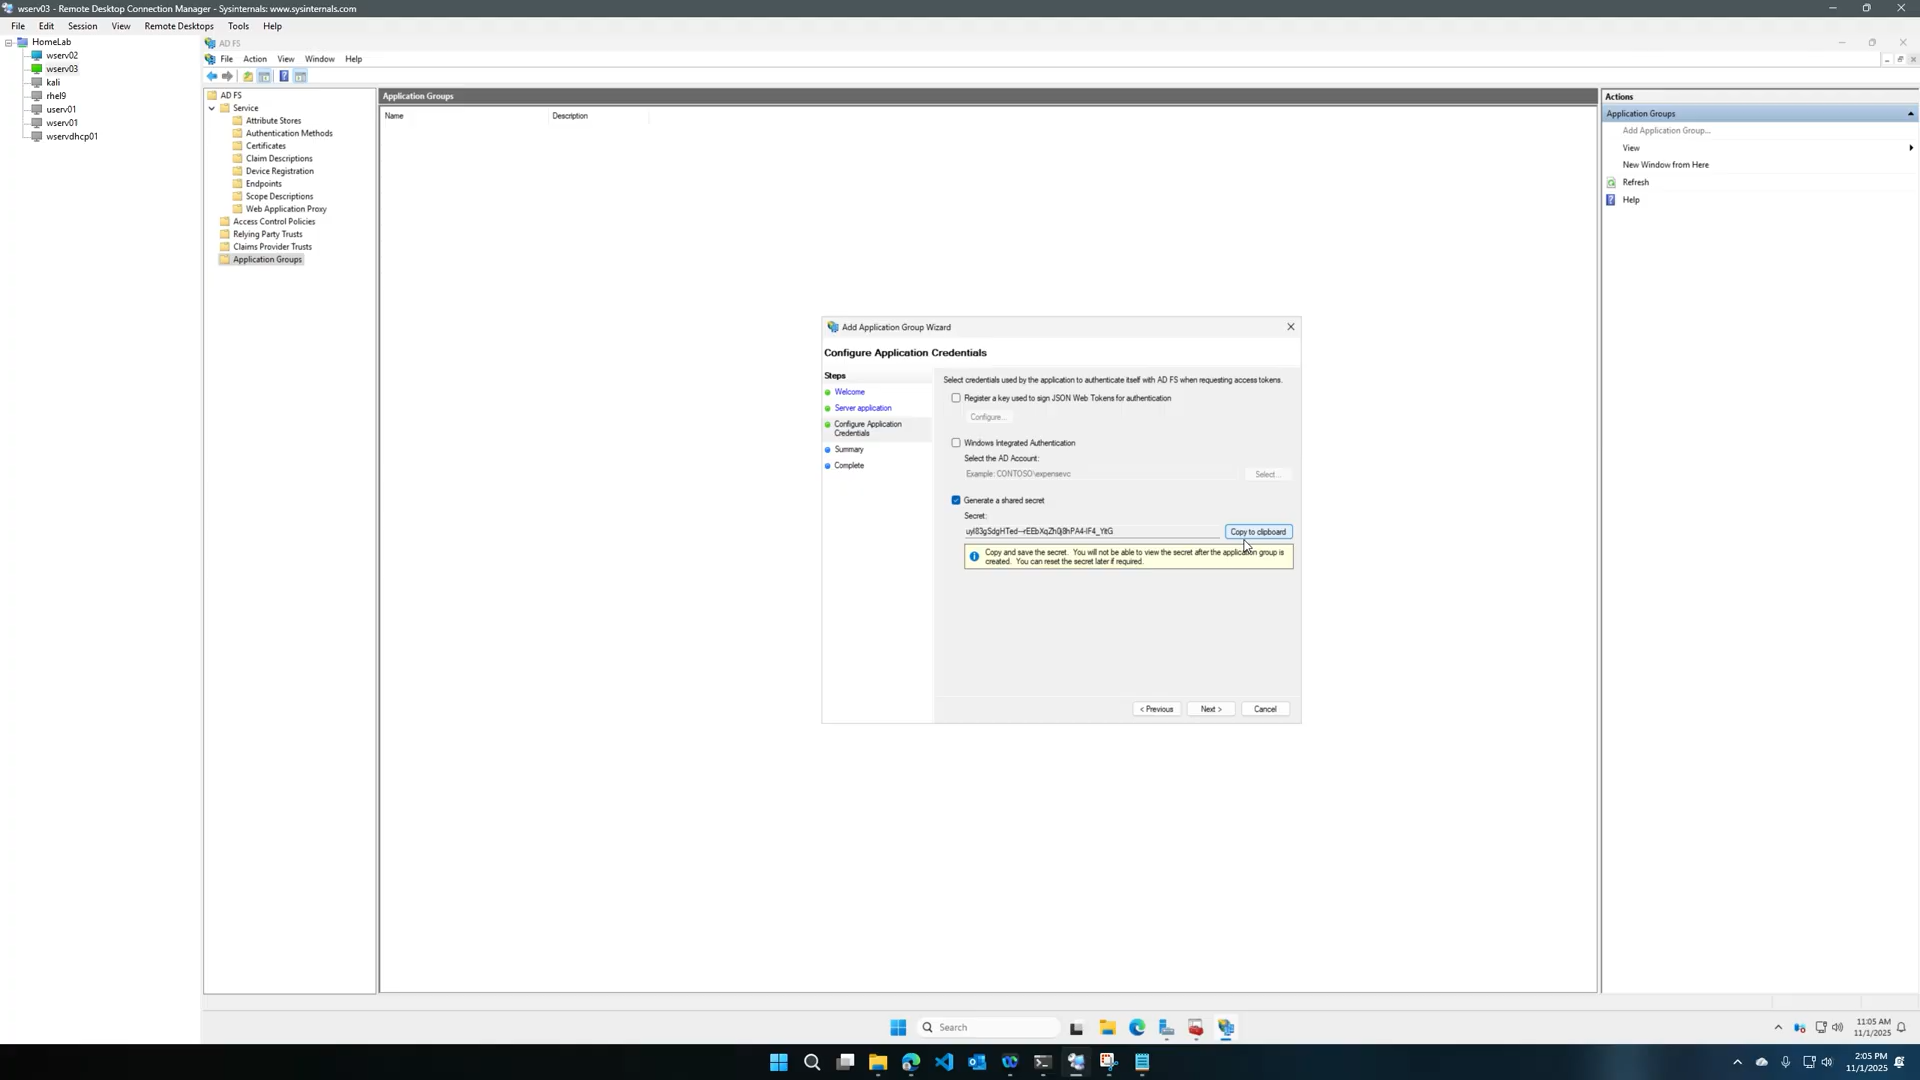 wserv03 - Remote Desktop Connection Manager - Sysinternals: www.sysinternals.com
File Edit Session View Remote Desktops Tools Help
HomeLab
wserv02
wserv03
kali
rhel9
userv01
wserv01
wservdhcp01
AD FS
File Action View Window Help
AD FS
Service
Attribute Stores
Authentication Methods
Certificates
Claim Descriptions
Device Registration
Endpoints
Scope Descriptions
Web Application Proxy
Access Control Policies
Relying Party Trusts
Claims Provider Trusts
Application Groups
Application Groups
Name Description
Actions
Application Groups
Add Application Group...
View
New Window from Here
Refresh
Help
Add Application Group Wizard
Configure Application Credentials
Steps
Welcome
Server application
Configure Application
Credentials
Summary
Complete
Select credentials used by the application to authenticate itself with AD FS when requesting access tokens.
Register a key used to sign JSON Web Tokens for authentication
Configure...
Windows Integrated Authentication
Select the AD Account:
Example: CONTOSO\expensevc
Select...
Generate a shared secret
Secret:
Copy to clipboard
Copy and save the secret. You will not be able to view the secret after the application group is
created. You can reset the secret later if required.
< Previous Next > Cancel
Search
11:05 AM
11/1/2025
2:05 PM
11/1/2025